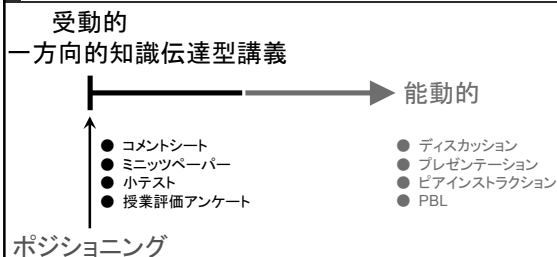 受動的
一方向的知識伝達型講義
能動的
● コメントシート
● ミニッツペーパー
● 小テスト
● 授業評価アンケート
● ディスカッション
● プレゼンテーション
● ピアインストラクション
● PBL
ポジショニング